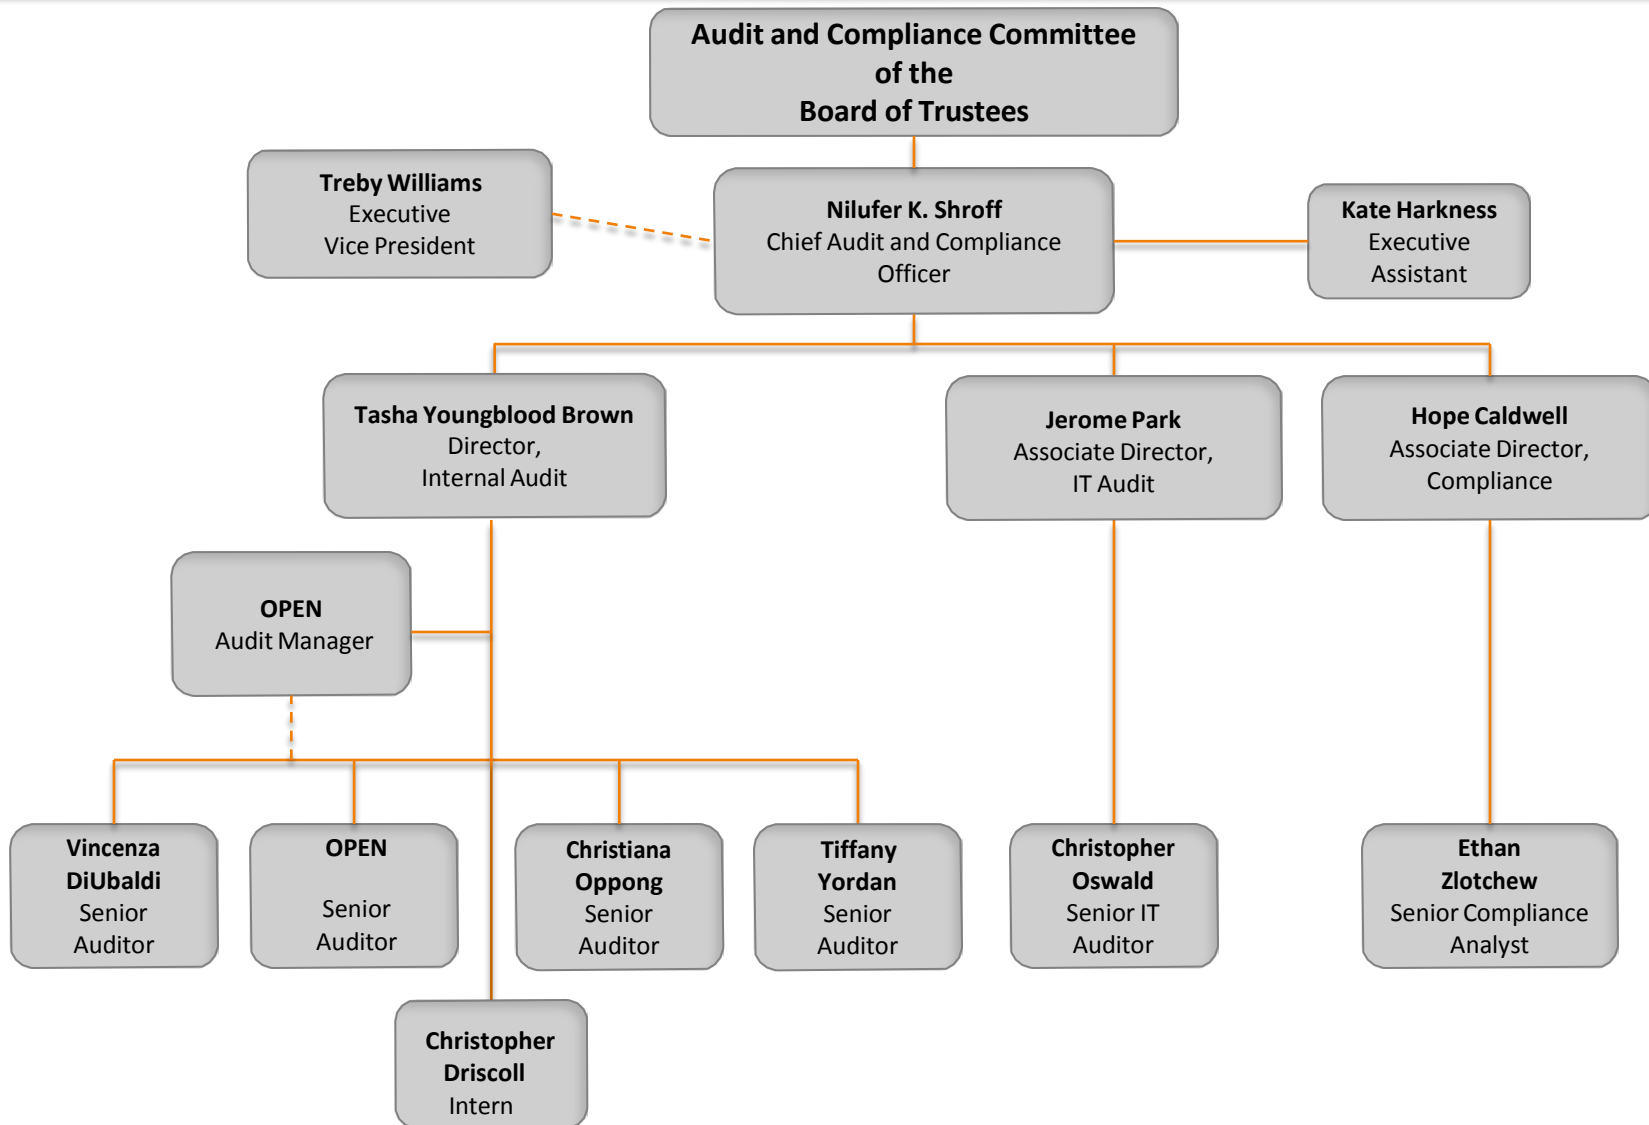 Audit and Compliance Committee
of the
Board of Trustees
Treby Williams
Executive
Vice President
Nilufer K. Shroff
Chief Audit and Compliance
Officer
Kate Harkness
Executive
Assistant
Tasha Youngblood Brown
Director,
Internal Audit
Jerome Park
Associate Director,
IT Audit
Hope Caldwell
Associate Director,
Compliance
OPEN
Audit Manager
Vincenza
DiUbaldi
Senior
Auditor
OPEN
Senior
Auditor
Christiana
Oppong
Senior
Auditor
Tiffany
Yordan
Senior
Auditor
Christopher
Oswald
Senior IT
Auditor
Ethan
Zlotchew
Senior Compliance
Analyst
Christopher
Driscoll
Intern